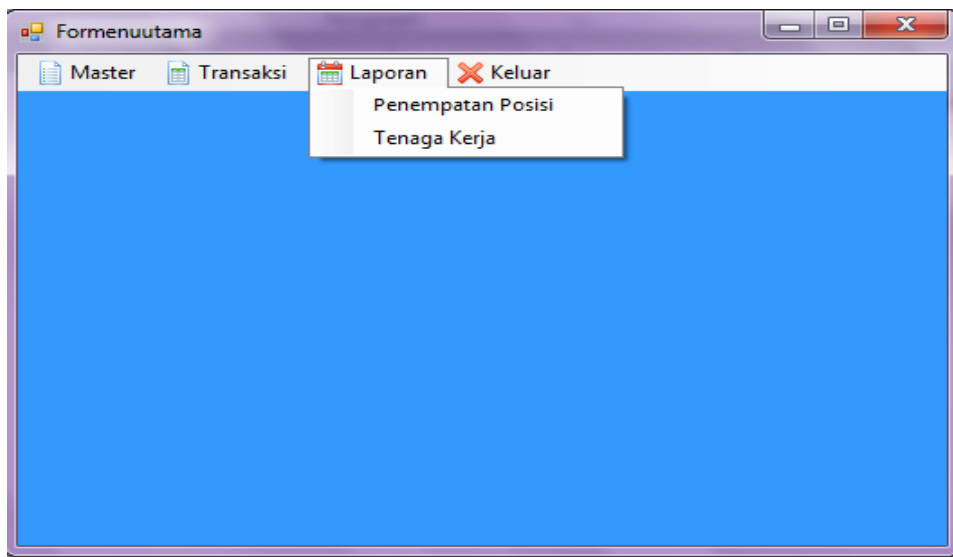 Formenuutama
Master Transaksi Laporan Keluar
Penempatan Posisi
Tenaga Kerja